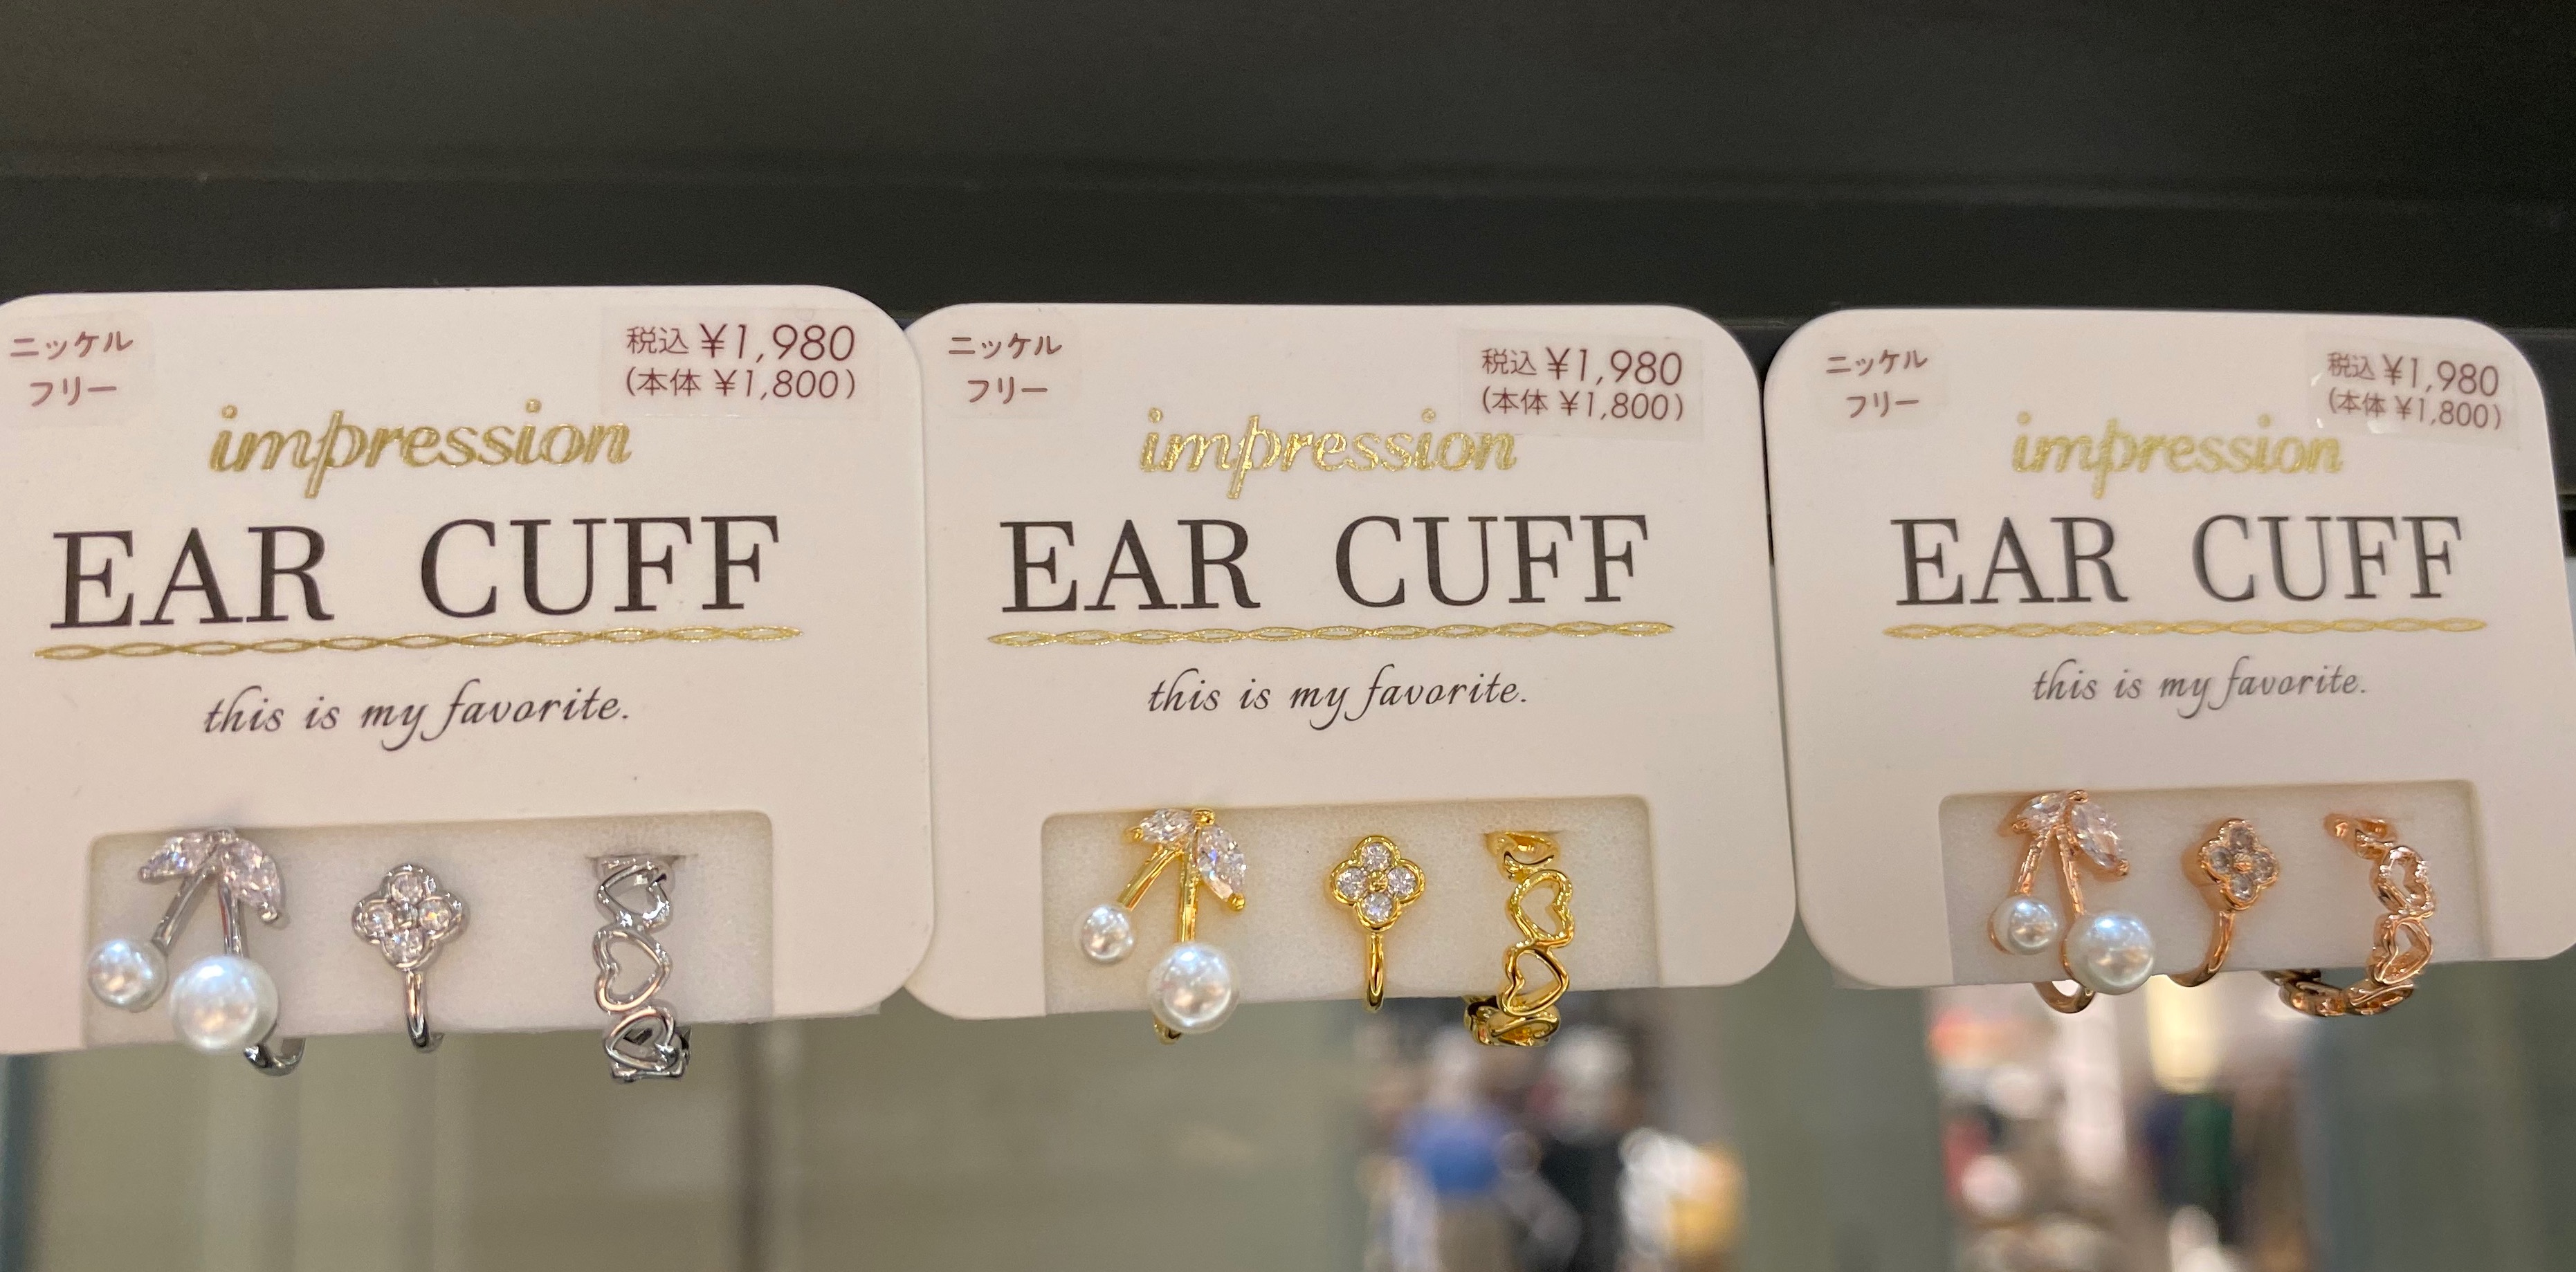 ニッケル
フリー
税込 ¥1,980
(本体 ¥1,800)
impression
EAR CUFF
this is my favorite.
ニッケル
フリー
税込 ¥1,980
(本体 ¥1,800)
impression
EAR CUFF
this is my favorite.
ニッケル
フリー
税込 ¥1,980
(本体 ¥1,800)
impression
EAR CUFF
this is my favorite.